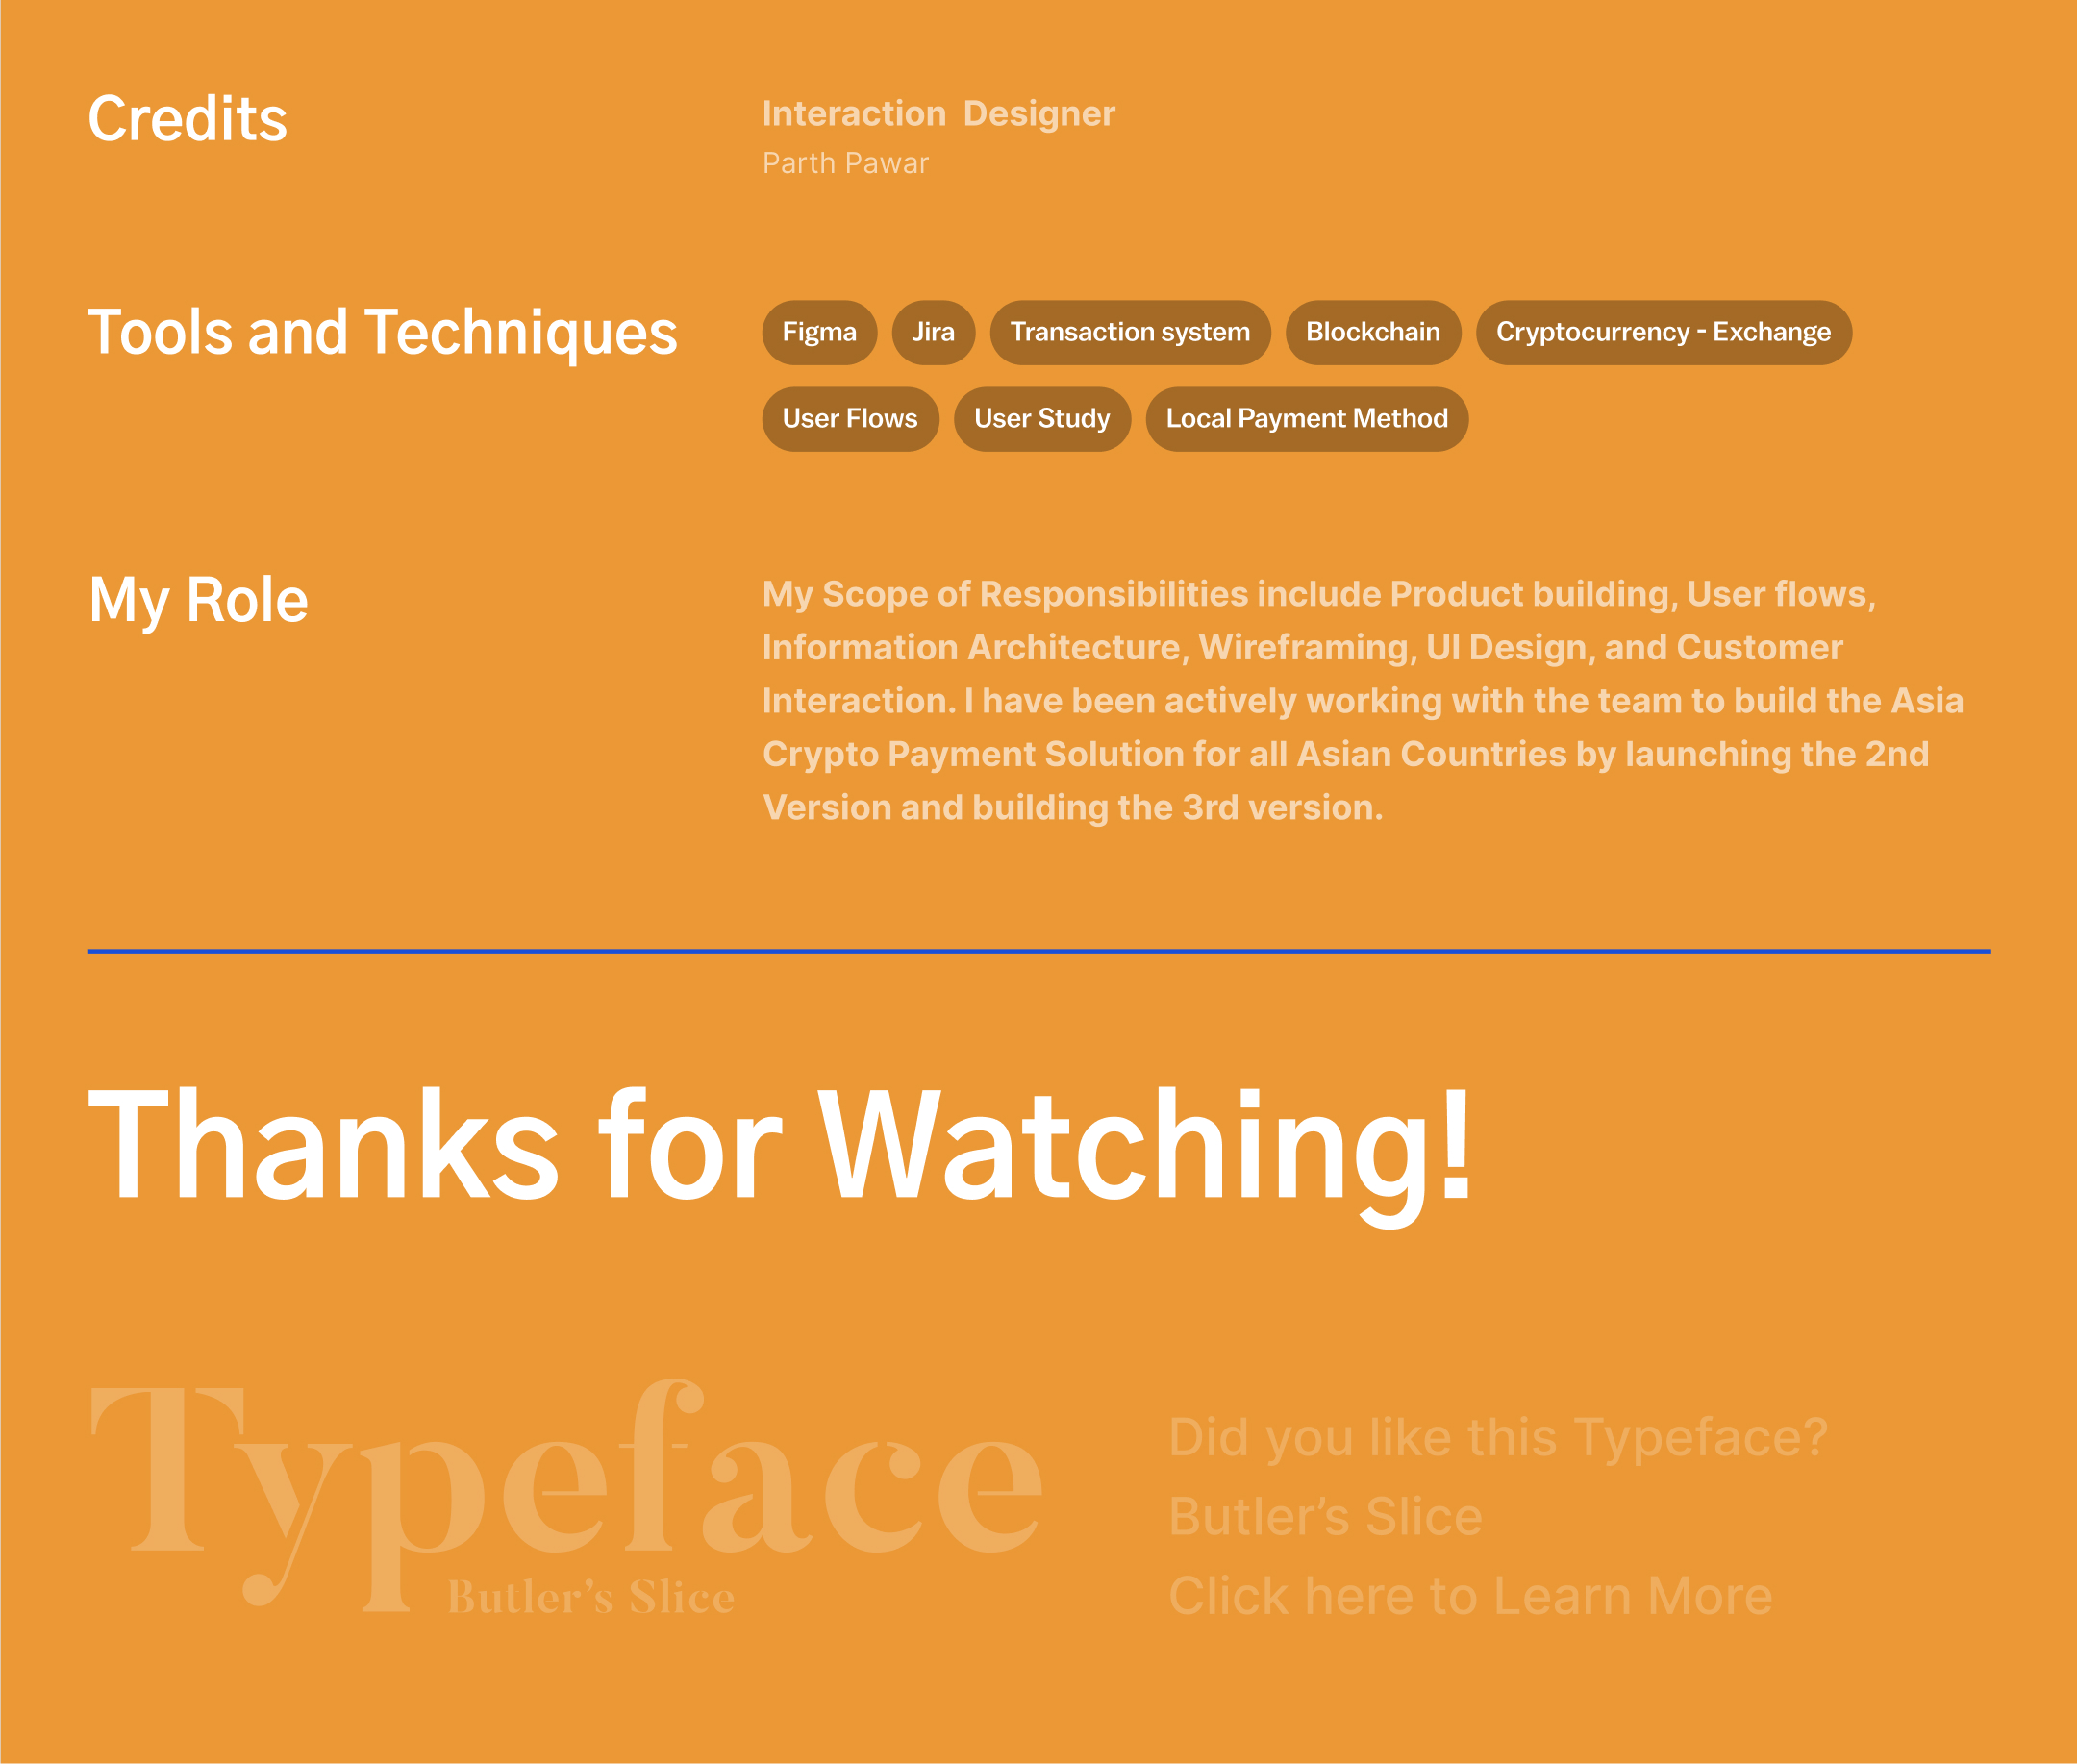 Credits
Interaction Designer
Parth Pawar
Tools and Techniques
Figma
Jira
Transaction system
Blockchain
Cryptocurrency - Exchange
User Flows
User Study
Local Payment Method
My Role
My Scope of Responsibilities include Product building, User flows,
Information Architecture, Wireframing, UI Design, and Customer
Interaction. I have been actively working with the team to build the Asia
Crypto Payment Solution for all Asian Countries by launching the 2nd
Version and building the 3rd version.
Thanks for Watching!
Typeface
Butler’s Slice
Did you like this Typeface?
Butler’s Slice
Click here to Learn More